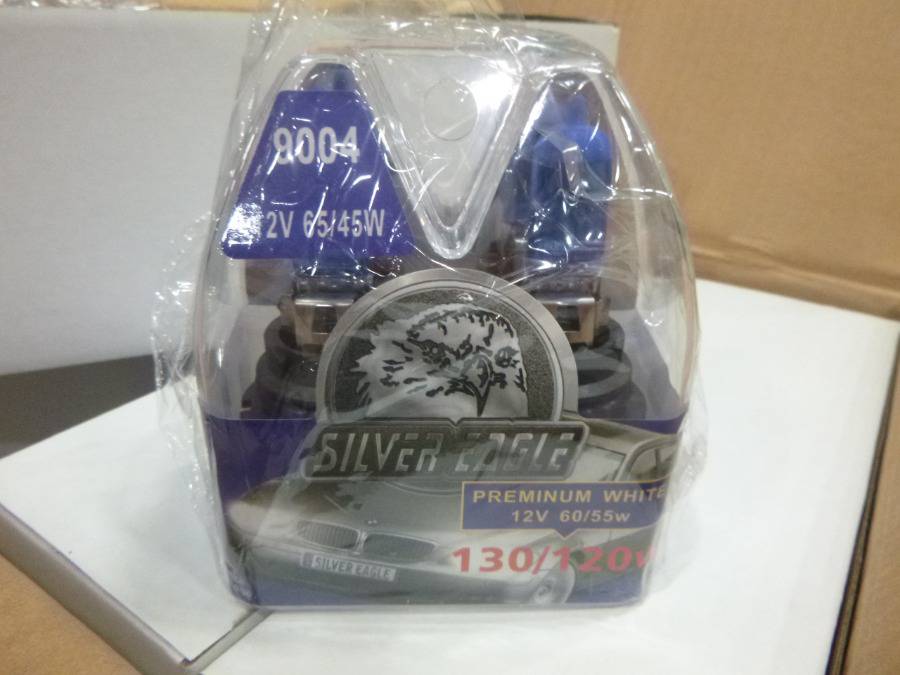 9004
12V 65/45W
SILVER EAGLE
PREMINUM WHITE
12V 60/55w
130/120w
SILVER EAGLE